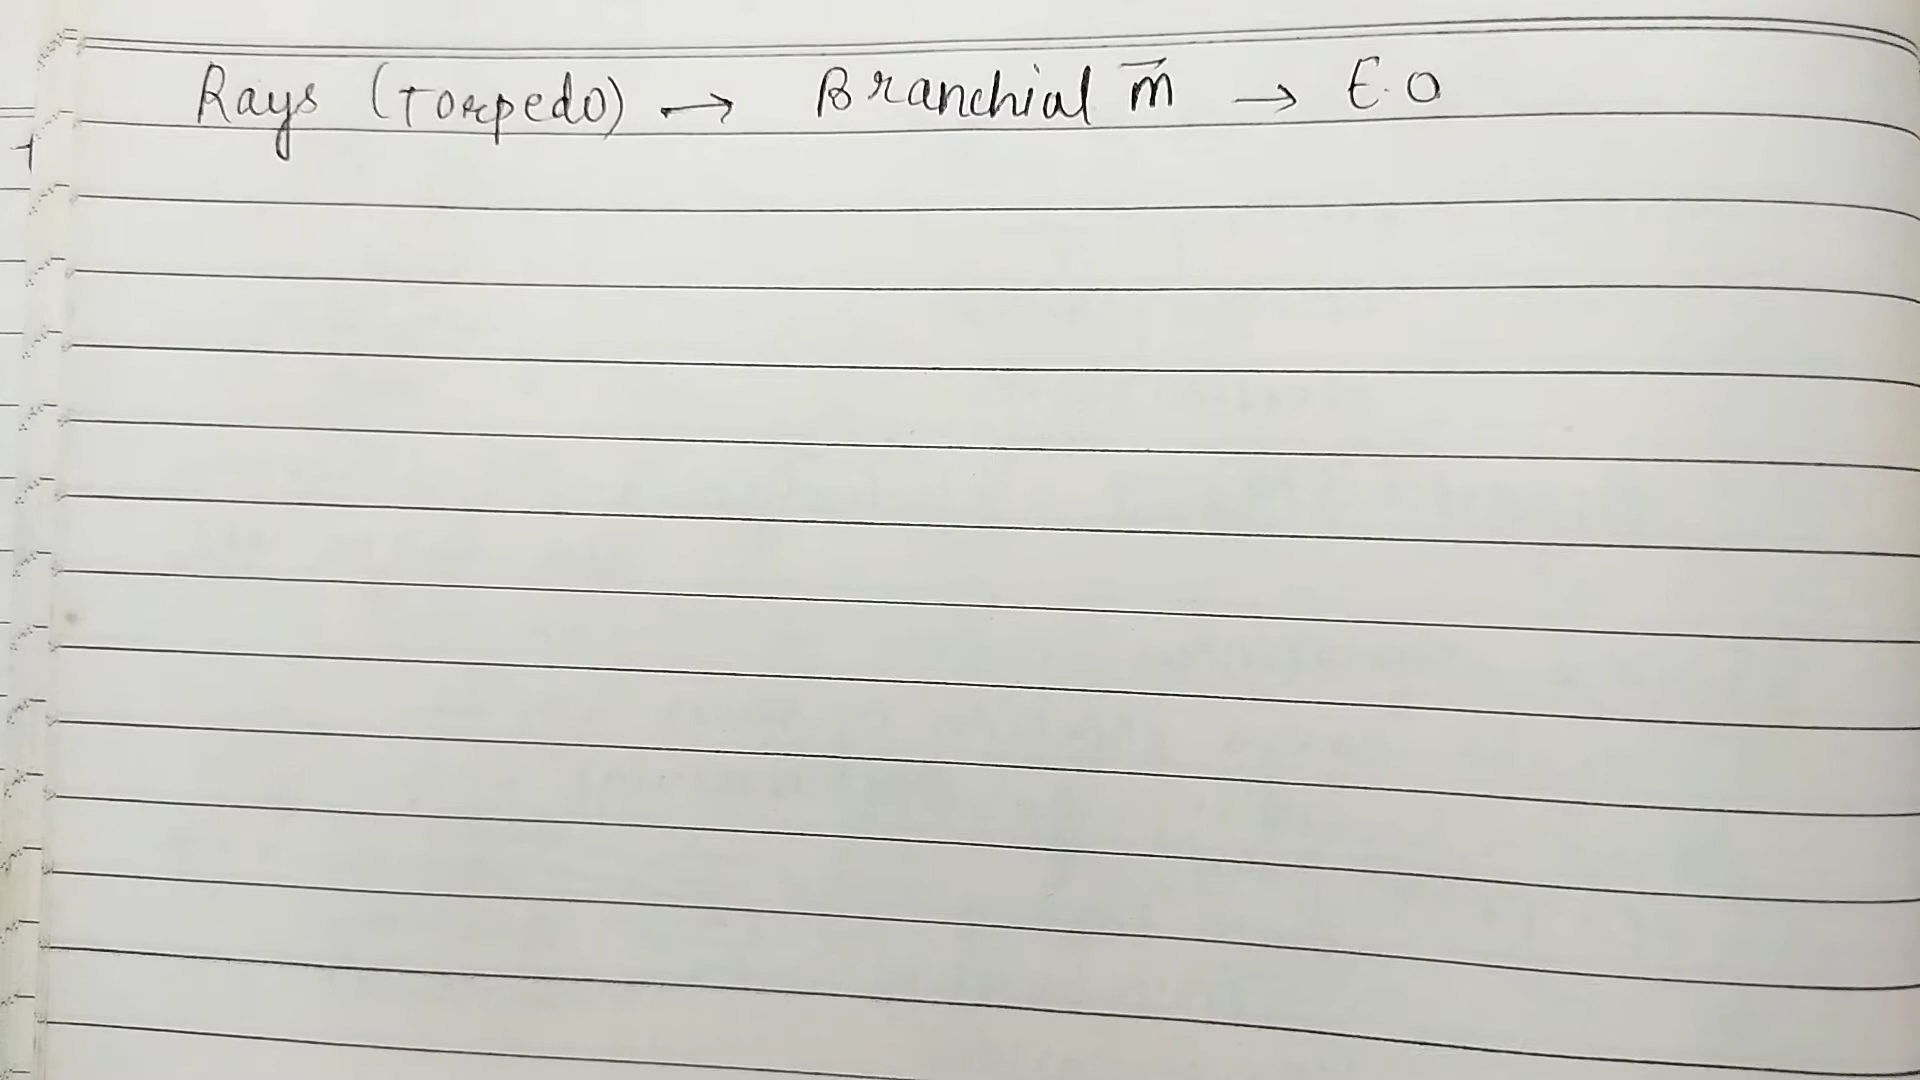 Rays (Torpedo) → Branchial m̅ → E.O